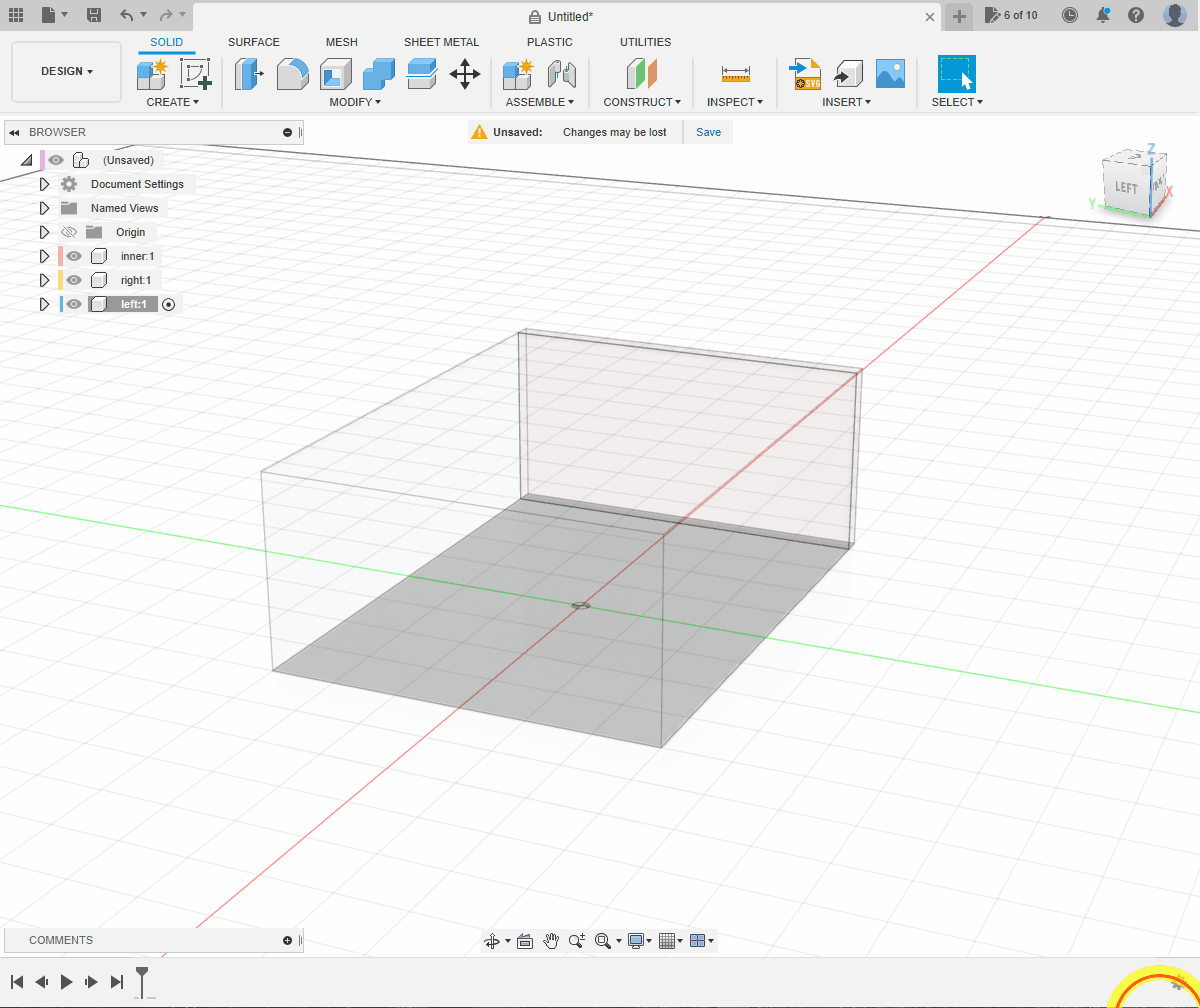 Untitled*
6 of 10
DESIGN
SOLID
SURFACE
MESH
SHEET METAL
PLASTIC
UTILITIES
SVG
CREATE
MODIFY
ASSEMBLE
CONSTRUCT
INSPECT
INSERT
SELECT
BROWSER
Unsaved: Changes may be lost
Save
(Unsaved)
Document Settings
Named Views
Origin
inner:1
right:1
left:1
Z
LEFT
X
Y
COMMENTS